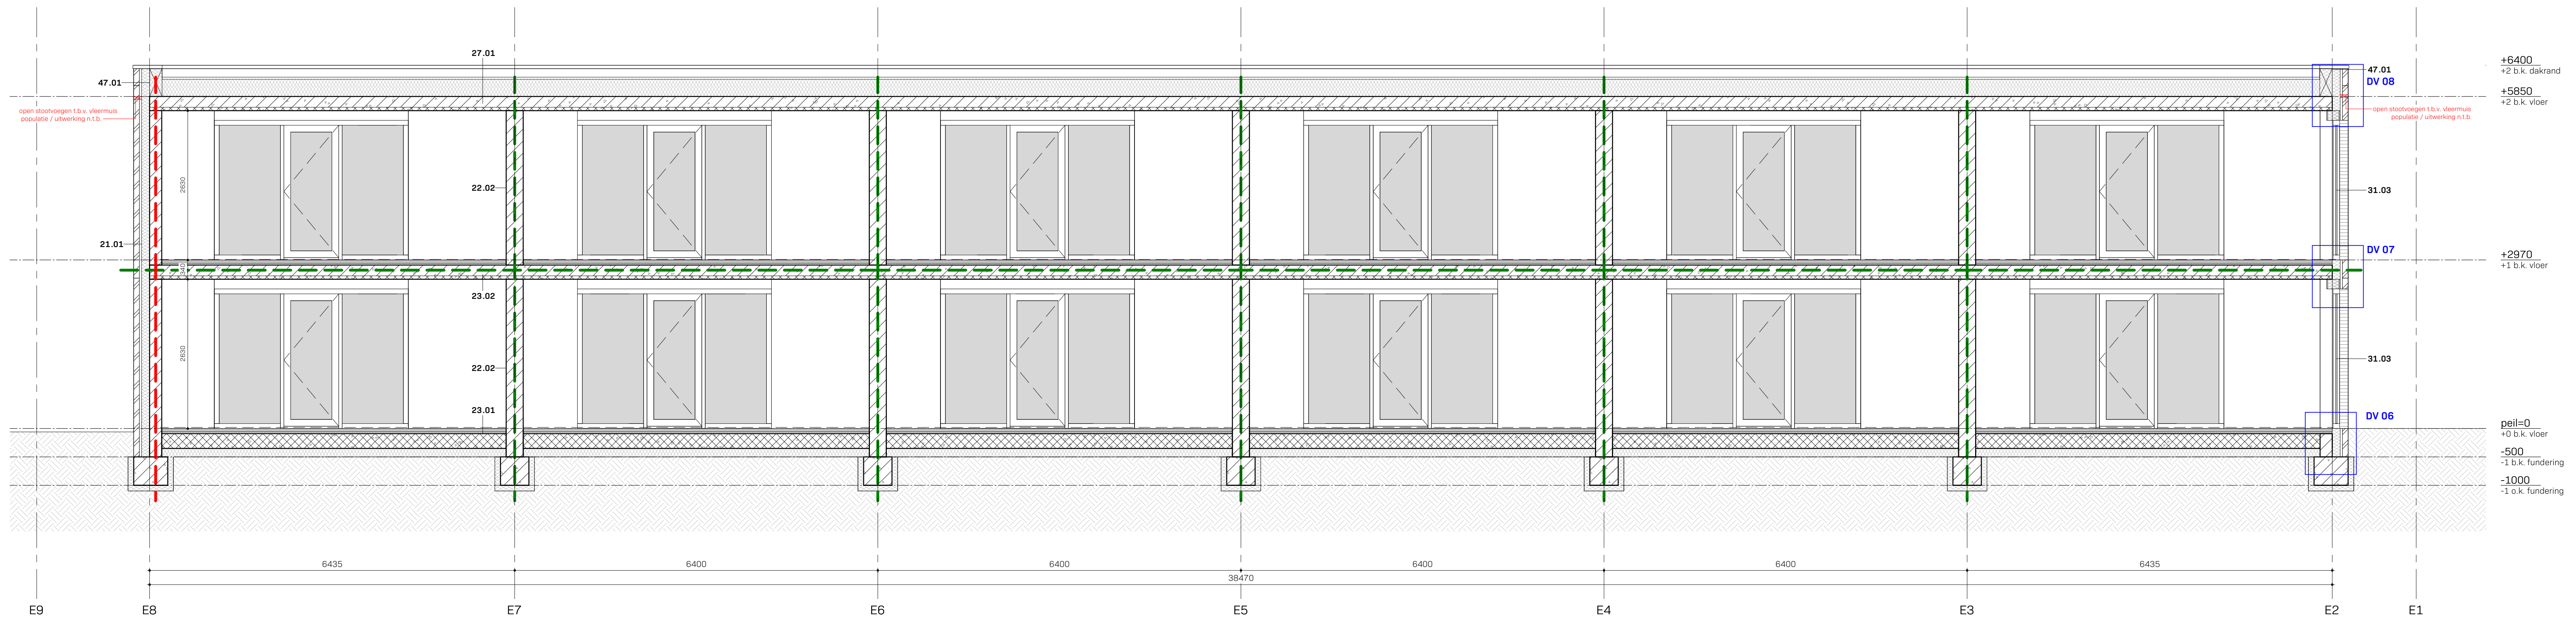 27.01
47.01
open stootvoegen t.b.v. vleermuis
populatie / uitwerking n.t.b.
47.01
DV 08
open stootvoegen t.b.v. vleermuis
populatie / uitwerking n.t.b.
+6400
+2 b.k. dakrand
+5850
+2 b.k. vloer
2630
22.02
31.03
21.01
340
DV 07
+2970
+1 b.k. vloer
23.02
2630
22.02
31.03
23.01
DV 06
peil=0
+0 b.k. vloer
-500
-1 b.k. fundering
-1000
-1 o.k. fundering
6435
6400
6400
6400
6400
6435
38470
E9
E8
E7
E6
E5
E4
E3
E2
E1